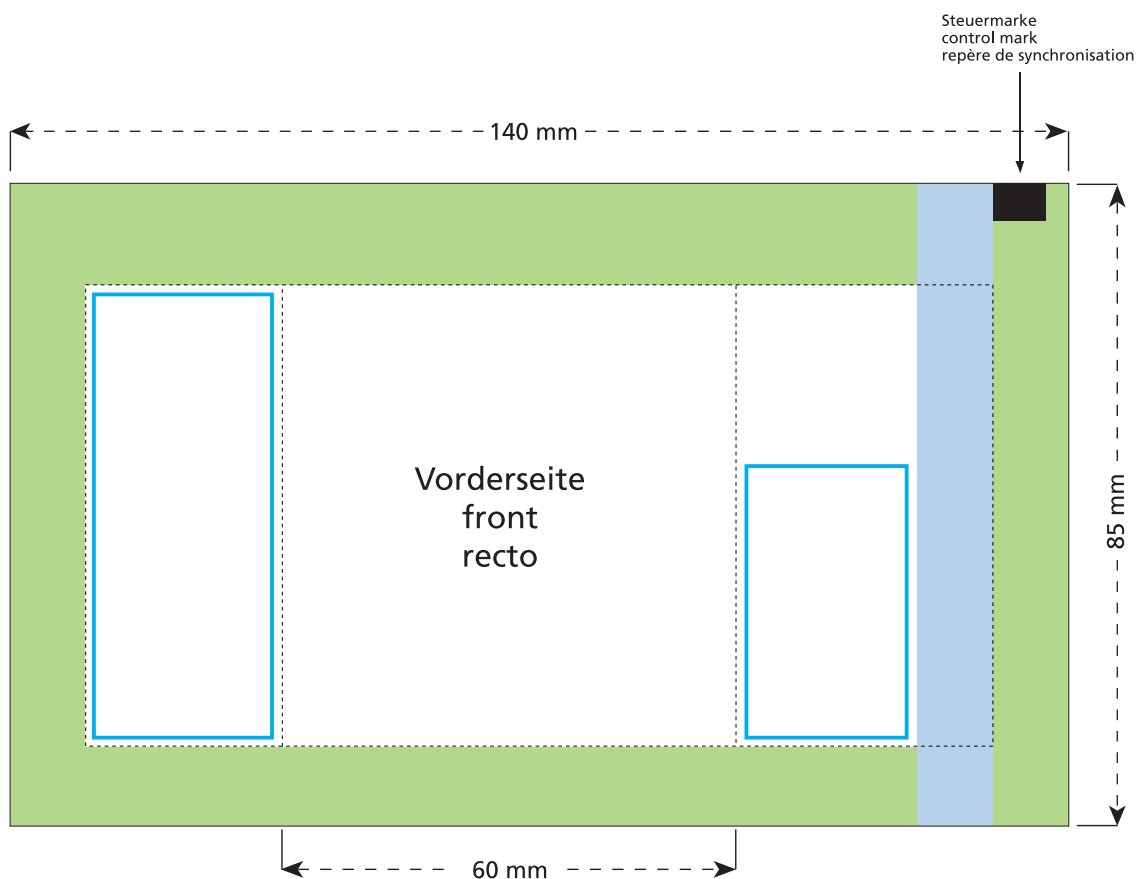 Steuermarke
control mark
repère de synchronisation
140 mm
Vorderseite
front
recto
85 mm
60 mm